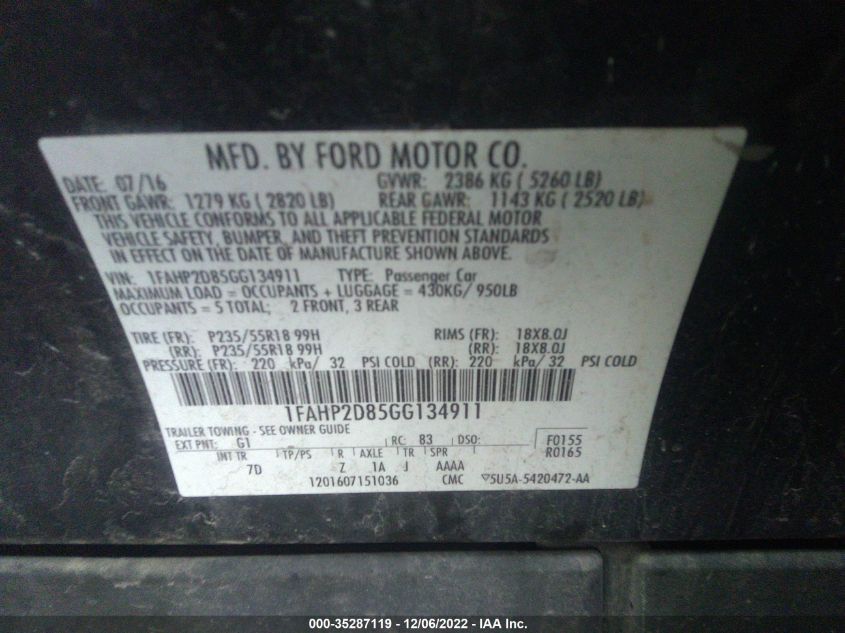 MFD. BY FORD MOTOR CO.
DATE: 07/16 GVWR: 2386 KG ( 5260 LB)
FRONT GAWR: 1279 KG ( 2820 LB) REAR GAWR: 1143 KG ( 2520 LB)
THIS VEHICLE CONFORMS TO ALL APPLICABLE FEDERAL MOTOR
VEHICLE SAFETY, BUMPER, AND THEFT PREVENTION STANDARDS
IN EFFECT ON THE DATE OF MANUFACTURE SHOWN ABOVE.
VIN: 1FAHP2D85GG134911 TYPE: Passenger Car
MAXIMUM LOAD = OCCUPANTS + LUGGAGE = 430KG/ 950LB
OCCUPANTS = 5 TOTAL; 2 FRONT, 3 REAR
TIRE (FR): P235/55R18 99H RIMS (FR): 18X8.0J
(RR): P235/55R18 99H (RR): 18X8.0J
PRESSURE (FR): 220 kPa/ 32 PSI COLD (RR): 220 kPa/ 32 PSI COLD
1FAHP2D85GG134911
TRAILER TOWING - SEE OWNER GUIDE
EXT PNT: G1 RC: 83 DSO: F0155
INT TR TP/PS R AXLE TR SPR R0165
7D Z 1A J AAAA
1201607151036 CMC ▽5U5A-5420472-AA
000-35287119 - 12/06/2022 - IAA Inc.